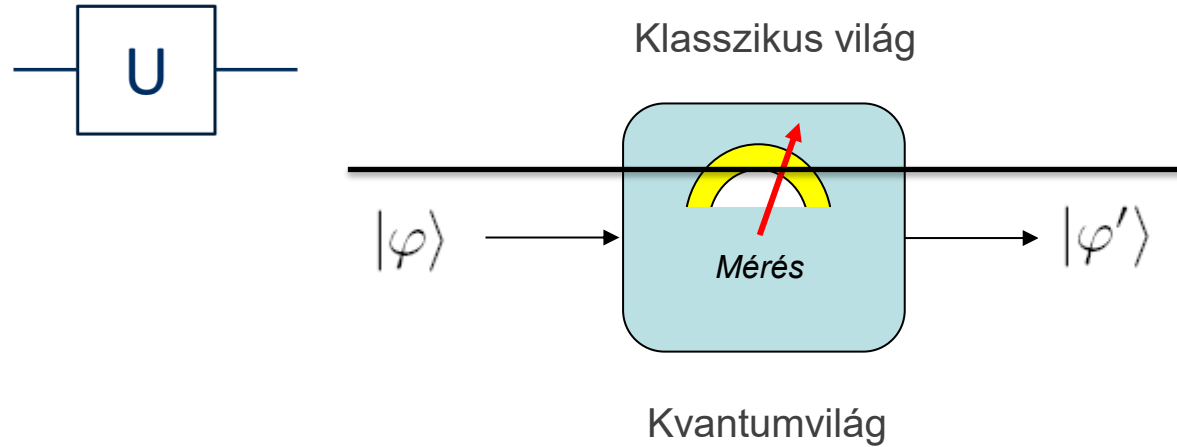 U
Klasszikus világ
|φ⟩
Mérés
|φ′⟩
Kvantumvilág